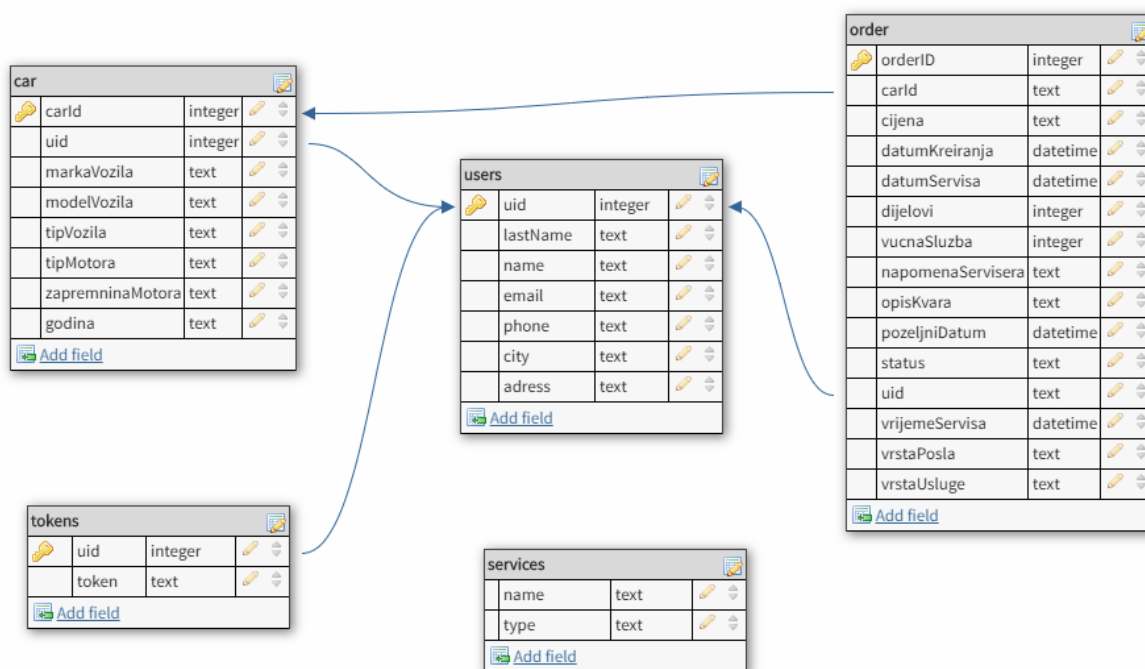 car
carId integer
uid integer
markaVozila text
modelVozila text
tipVozila text
tipMotora text
zapremninaMotora text
godina text
Add field
users
uid integer
lastName text
name text
email text
phone text
city text
adress text
Add field
order
orderID integer
carId text
cijena text
datumKreiranja datetime
datumServisa datetime
dijelovi integer
vucnaSluzba integer
napomenaServisera text
opisKvara text
pozeljniDatum datetime
status text
uid text
vrijemeServisa datetime
vrstaPosla text
vrstaUsluge text
Add field
tokens
uid integer
token text
Add field
services
name text
type text
Add field